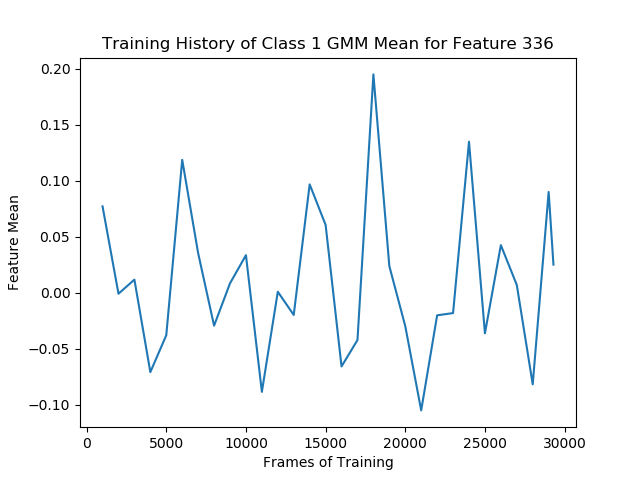 Training History of Class 1 GMM Mean for Feature 336
0.20
0.15
0.10
0.05
0.00
−0.05
−0.10
Feature Mean
0 5000 10000 15000 20000 25000 30000
Frames of Training